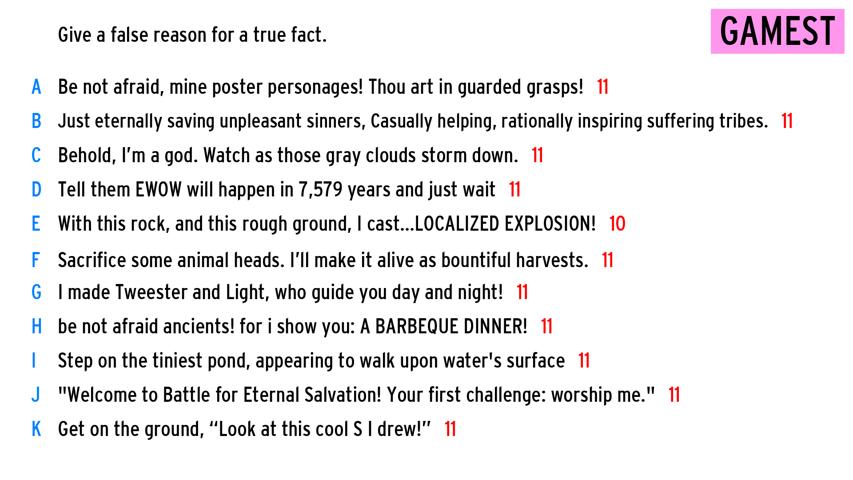 Give a false reason for a true fact.
GAMEST
A Be not afraid, mine poster personages! Thou art in guarded grasps! 11
B Just eternally saving unpleasant sinners, Casually helping, rationally inspiring suffering tribes. 11
C Behold, I'm a god. Watch as those gray clouds storm down. 11
D Tell them EWOW will happen in 7,579 years and just wait 11
E With this rock, and this rough ground, I cast...LOCALIZED EXPLOSION! 10
F Sacrifice some animal heads. I'll make it alive as bountiful harvests. 11
G I made Tweester and Light, who guide you day and night! 11
H be not afraid ancients! for i show you: A BARBEQUE DINNER! 11
I Step on the tiniest pond, appearing to walk upon water's surface 11
J "Welcome to Battle for Eternal Salvation! Your first challenge: worship me." 11
K Get on the ground, “Look at this cool S I drew!” 11